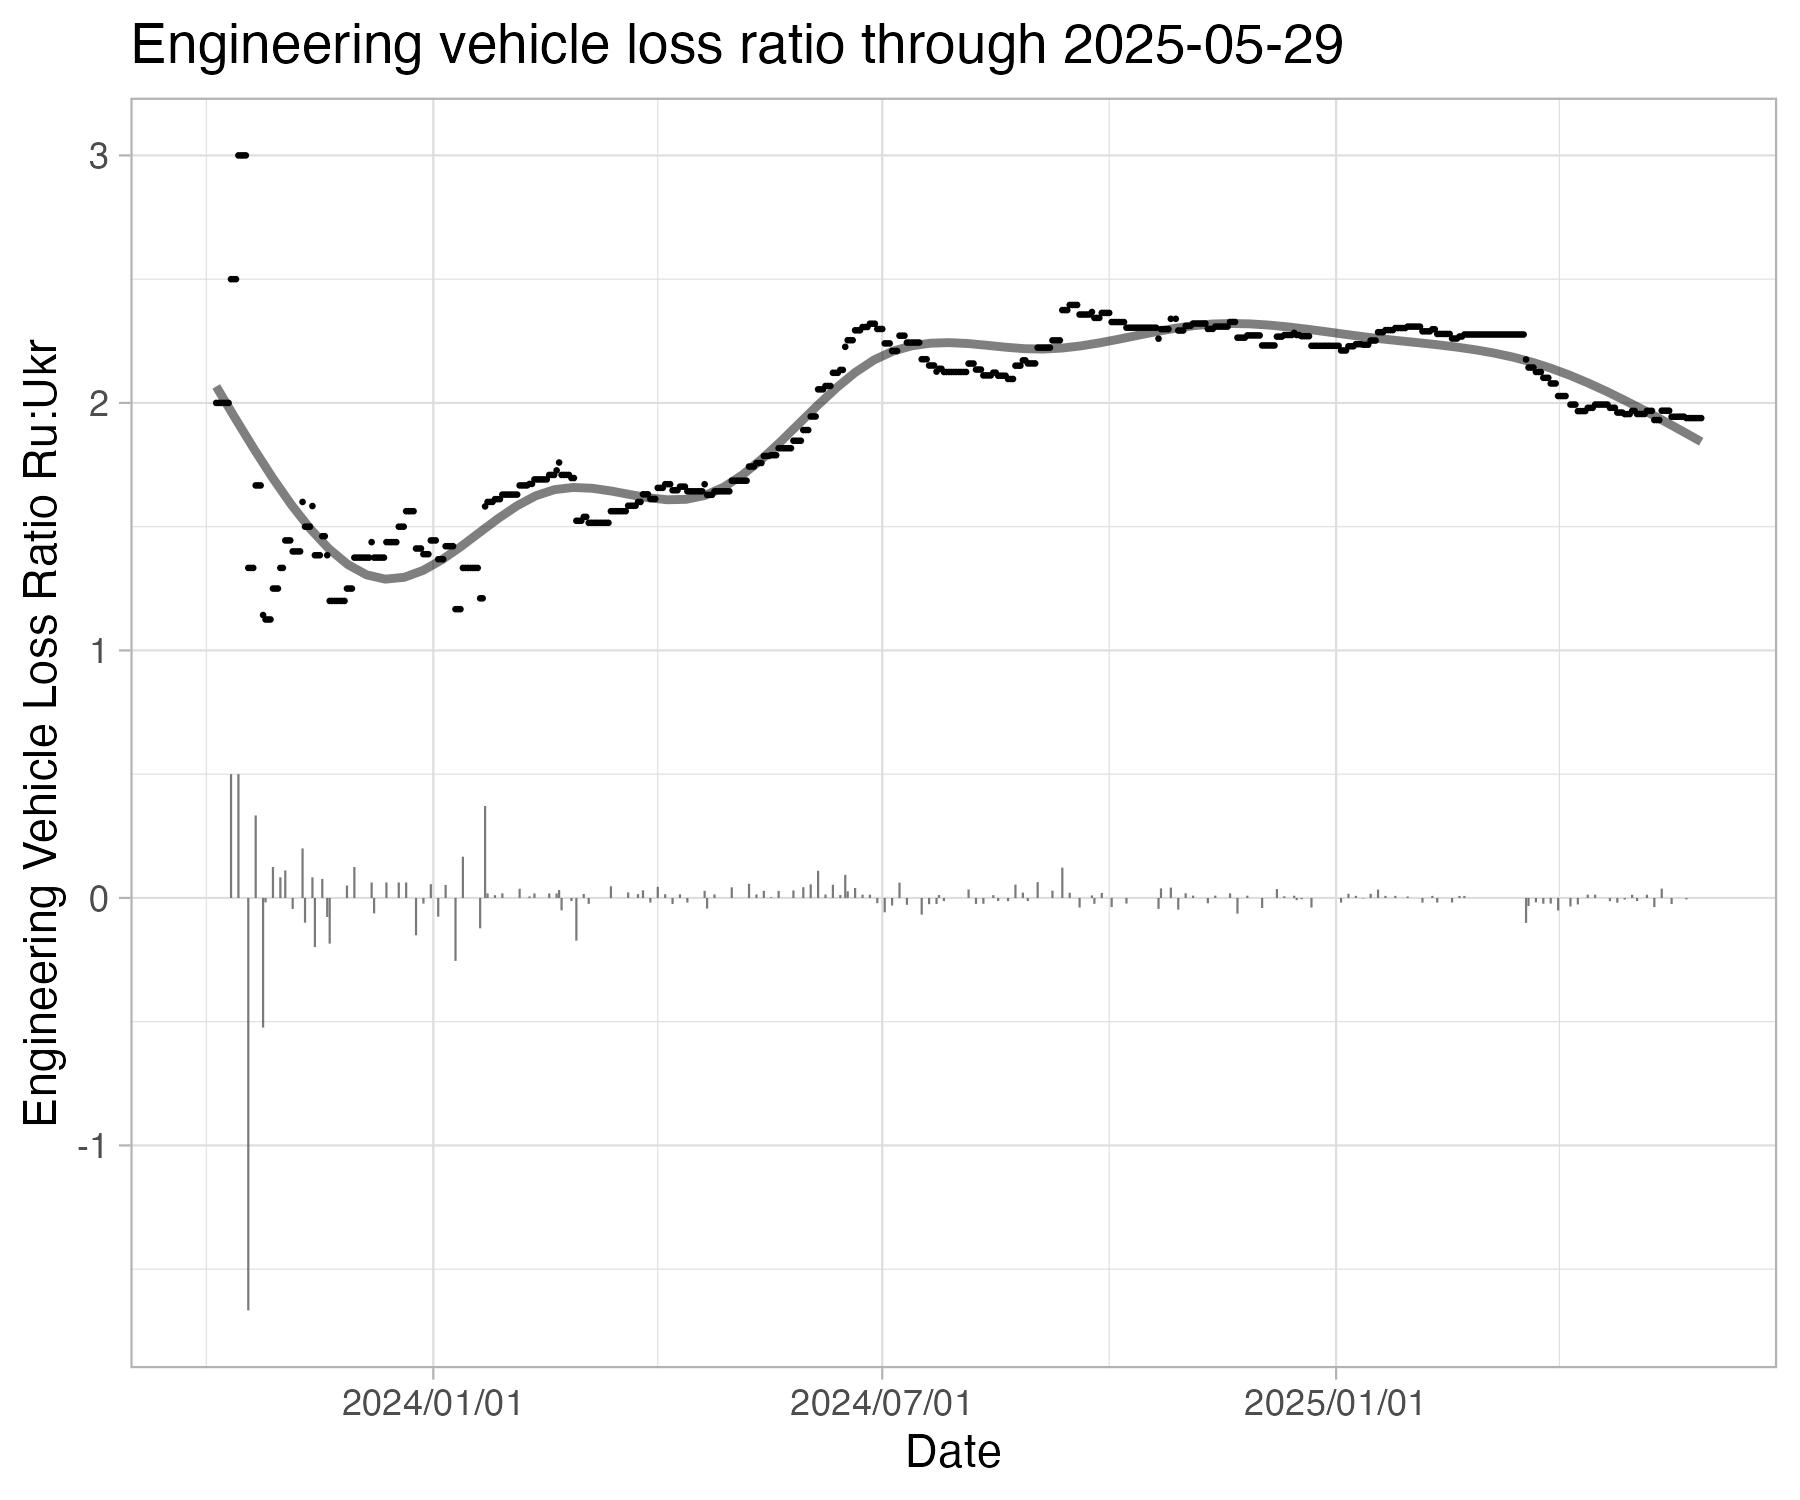 Engineering vehicle loss ratio through 2025-05-29
Engineering Vehicle Loss Ratio Ru:Ukr
3
2
1
0
-1
2024/01/01
2024/07/01
2025/01/01
Date